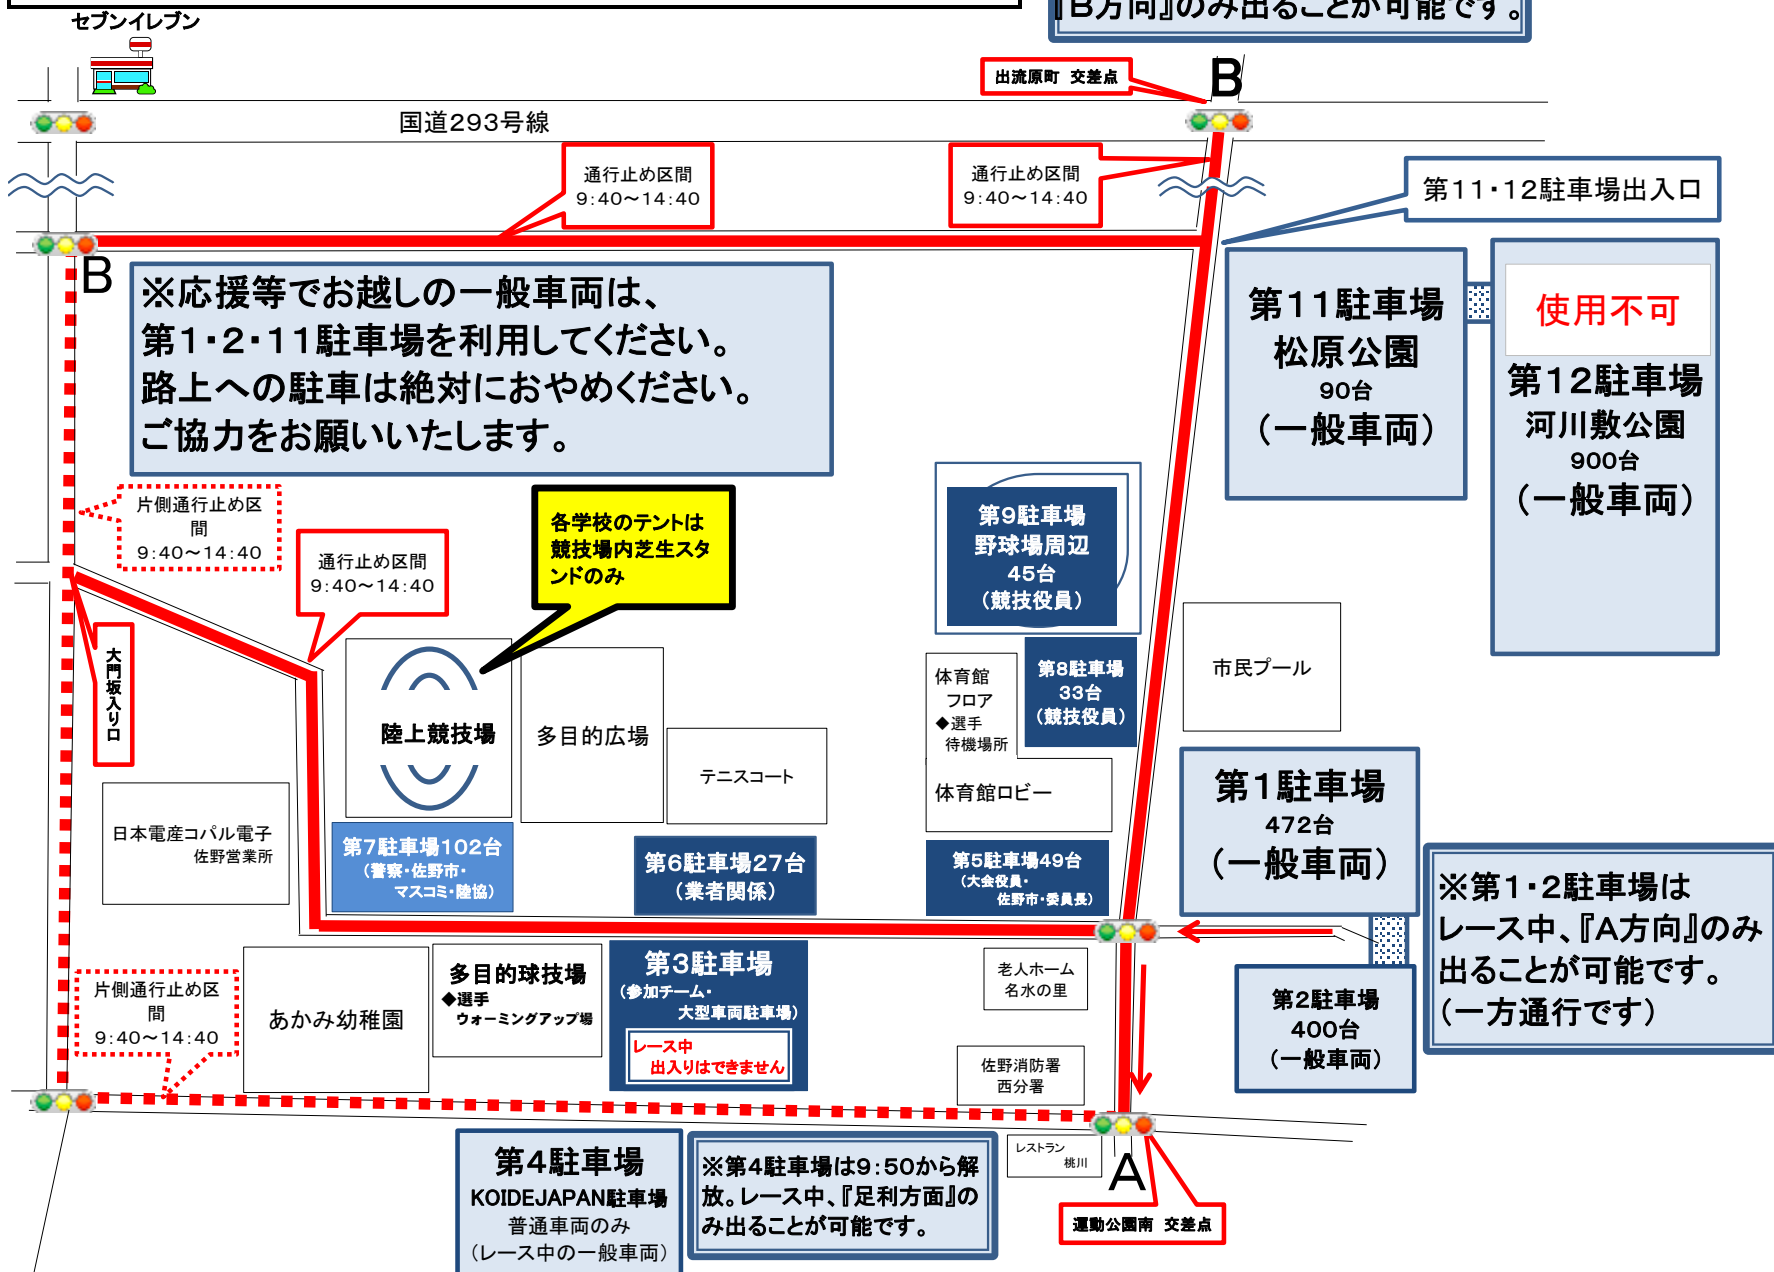 『B方向』のみ出ることが可能です。
セブンイレブン
出流原町 交差点
B
国道293号線
通行止め区間
9:40～14:40
通行止め区間
9:40～14:40
第11・12駐車場出入口
B
※応援等でお越しの一般車両は、
第1・2・11駐車場を利用してください。
路上への駐車は絶対におやめください。
ご協力をお願いいたします。
第11駐車場
松原公園
90台
（一般車両）
使用不可
第12駐車場
河川敷公園
900台
（一般車両）
片側通行止め区
間
9:40～14:40
通行止め区間
9:40～14:40
各学校のテントは
競技場内芝生スタ
ンドのみ
第9駐車場
野球場周辺
45台
（競技役員）
大門坂入り口
陸上競技場
多目的広場
テニスコート
体育館
フロア
◆選手
待機場所
第8駐車場
33台
（競技役員）
体育館ロビー
市民プール
日本電産コパル電子
佐野営業所
第7駐車場102台
（警察・佐野市・
マスコミ・陸協）
第6駐車場27台
（業者関係）
第5駐車場49台
（大会役員・
佐野市・委員長）
第1駐車場
472台
（一般車両）
※第1・2駐車場は
レース中、『A方向』のみ
出ることが可能です。
（一方通行です）
片側通行止め区
間
9:40～14:40
あかみ幼稚園
多目的球技場
◆選手
ウォーミングアップ場
第3駐車場
（参加チーム・
大型車両駐車場）
レース中
出入りはできません
老人ホーム
名水の里
佐野消防署
西分署
第2駐車場
400台
（一般車両）
第4駐車場
KOIDEJAPAN駐車場
普通車両のみ
（レース中の一般車両）
※第4駐車場は9:50から解
放。レース中、『足利方面』の
み出ることが可能です。
レストラン
桃川
A
運動公園南 交差点